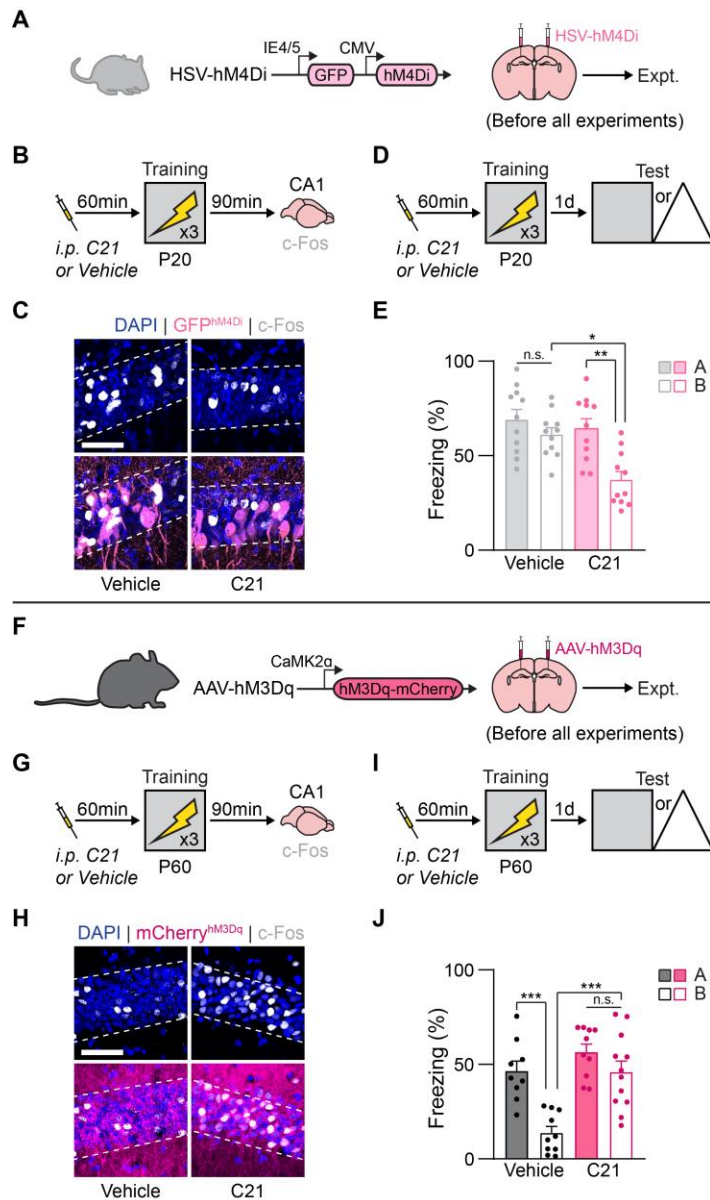 A
HSV-hM4Di
IE4/5
GFP
CMV
hM4Di
HSV-hM4Di
Expt.
(Before all experiments)
B
60min
Training
x3
P20
90min
CA1
c-Fos
i.p. C21
or Vehicle
D
60min
Training
x3
P20
1d
Test
or
i.p. C21
or Vehicle
C
DAPI | GFPhM4Di | c-Fos
Vehicle
C21
E
Freezing (%)
100
50
0
n.s.
*
**
A
B
Vehicle
C21
F
AAV-hM3Dq
CaMK2α
hM3Dq-mCherry
AAV-hM3Dq
Expt.
(Before all experiments)
G
60min
Training
x3
P60
90min
CA1
c-Fos
i.p. C21
or Vehicle
I
60min
Training
x3
P60
1d
Test
or
i.p. C21
or Vehicle
H
DAPI | mCherryhM3Dq | c-Fos
Vehicle
C21
J
Freezing (%)
100
50
0
***
***
n.s.
A
B
Vehicle
C21